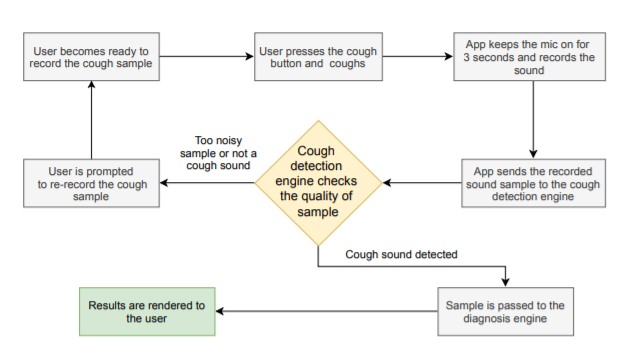 User becomes ready to
record the cough sample
User presses the cough
button and coughs
App keeps the mic on for
3 seconds and records the
sound
Too noisy
sample or not a
cough sound
Cough
detection
engine checks
the quality of
sample
User is prompted
to re-record the cough
sample
App sends the recorded
sound sample to the cough
detection engine
Cough sound detected
Results are rendered to
the user
Sample is passed to the
diagnosis engine